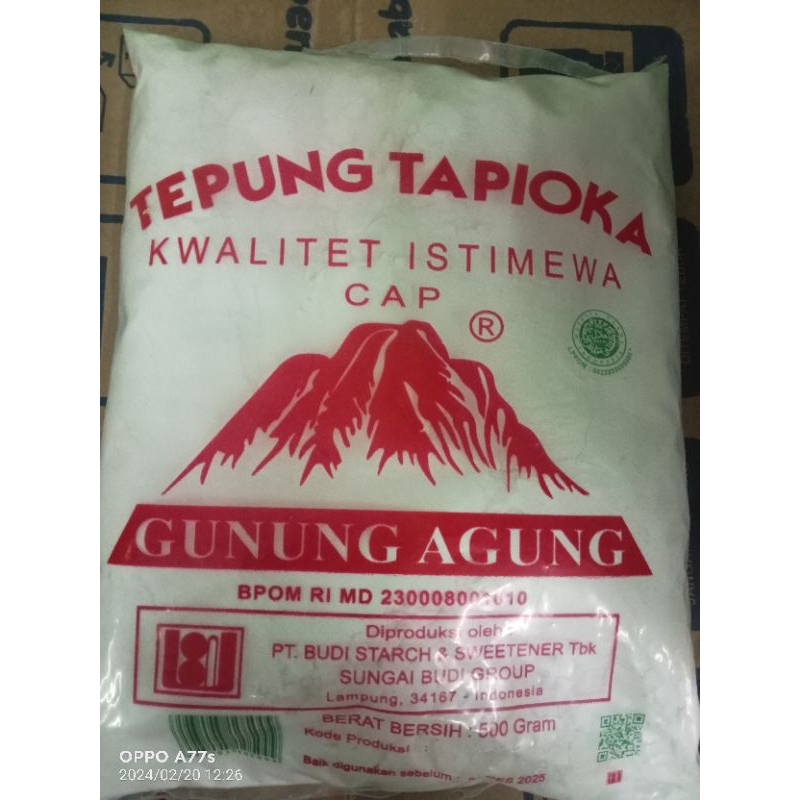 TEPUNG TAPIOKA
KWALITET ISTIMEWA
CAP
®
GUNUNG AGUNG
BPOM RI MD
Diproduksi oleh
PT. BUDI STARCH & SWEETENER Tbk
SUNGAI BUDI GROUP
Lampung, 34167 - Indonesia
BERAT BERSIH : 500 Gram
Kode Produksi :
Baik digunakan sebelum : 2025
OPPO A77s
2024/02/20 12:26